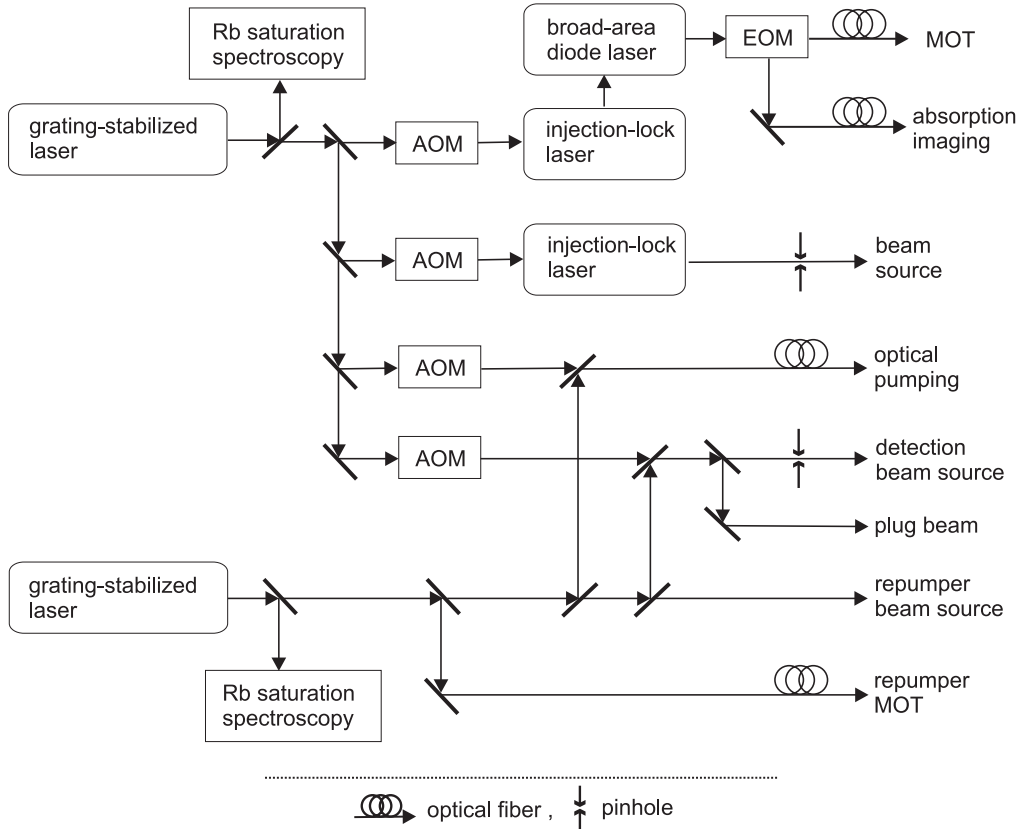 Rb saturation
spectroscopy
broad-area
diode laser
EOM
MOT
grating-stabilized
laser
AOM
injection-lock
laser
absorption
imaging
AOM
injection-lock
laser
beam
source
AOM
optical
pumping
AOM
detection
beam source
plug beam
grating-stabilized
laser
repumper
beam source
Rb saturation
spectroscopy
repumper
MOT
optical fiber ,
pinhole